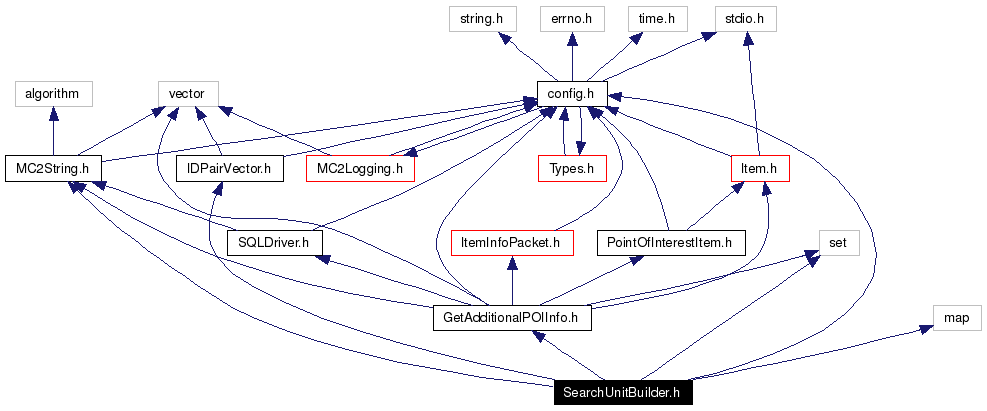 string.h
errno.h
time.h
stdio.h
algorithm
vector
config.h
MC2String.h
IDPairVector.h
MC2Logging.h
Types.h
Item.h
SQLDriver.h
ItemInfoPacket.h
PointOfInterestItem.h
set
GetAdditionalPOIInfo.h
map
SearchUnitBuilder.h